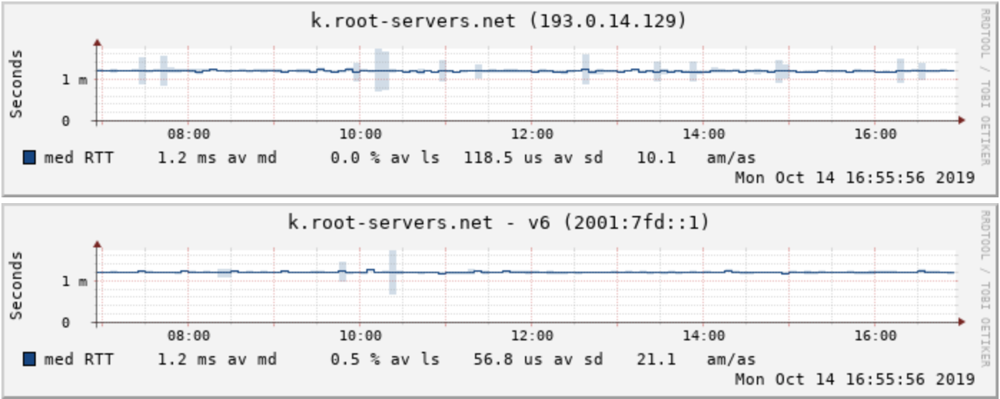 k.root-servers.net (193.0.14.129)
RRDTOOL / TOBI OETIKER
Seconds
1 m
0
08:00 10:00 12:00 14:00 16:00
med RTT 1.2 ms av md 0.0 % av ls 118.5 us av sd 10.1 am/as
Mon Oct 14 16:55:56 2019
k.root-servers.net - v6 (2001:7fd::1)
RRDTOOL / TOBI OETIKER
Seconds
1 m
0
08:00 10:00 12:00 14:00 16:00
med RTT 1.2 ms av md 0.5 % av ls 56.8 us av sd 21.1 am/as
Mon Oct 14 16:55:56 2019